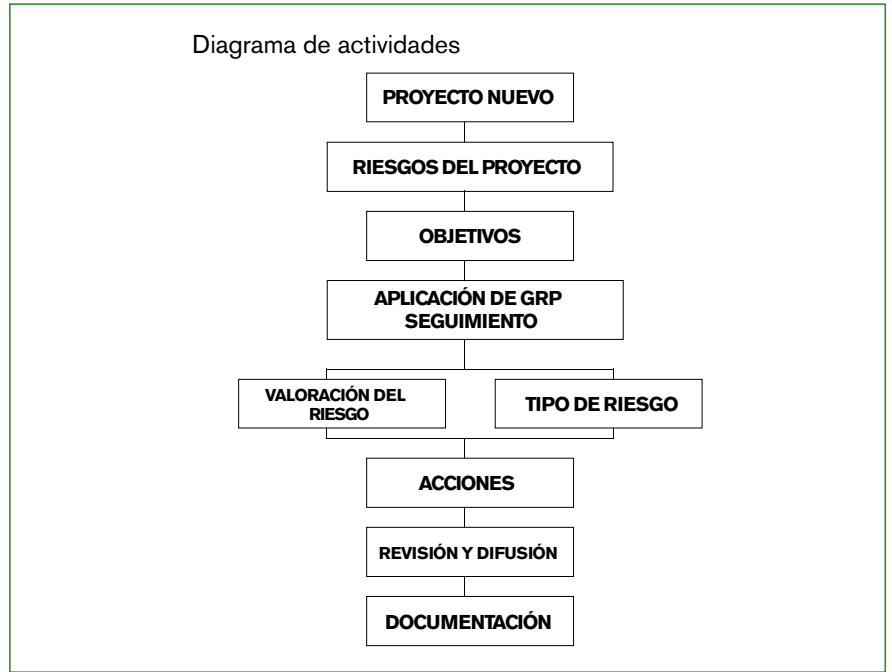 Diagrama de actividades
PROYECTO NUEVO
RIESGOS DEL PROYECTO
OBJETIVOS
APLICACIÓN DE GRP
SEGUIMIENTO
VALORACIÓN DEL
RIESGO
TIPO DE RIESGO
ACCIONES
REVISIÓN Y DIFUSIÓN
DOCUMENTACIÓN